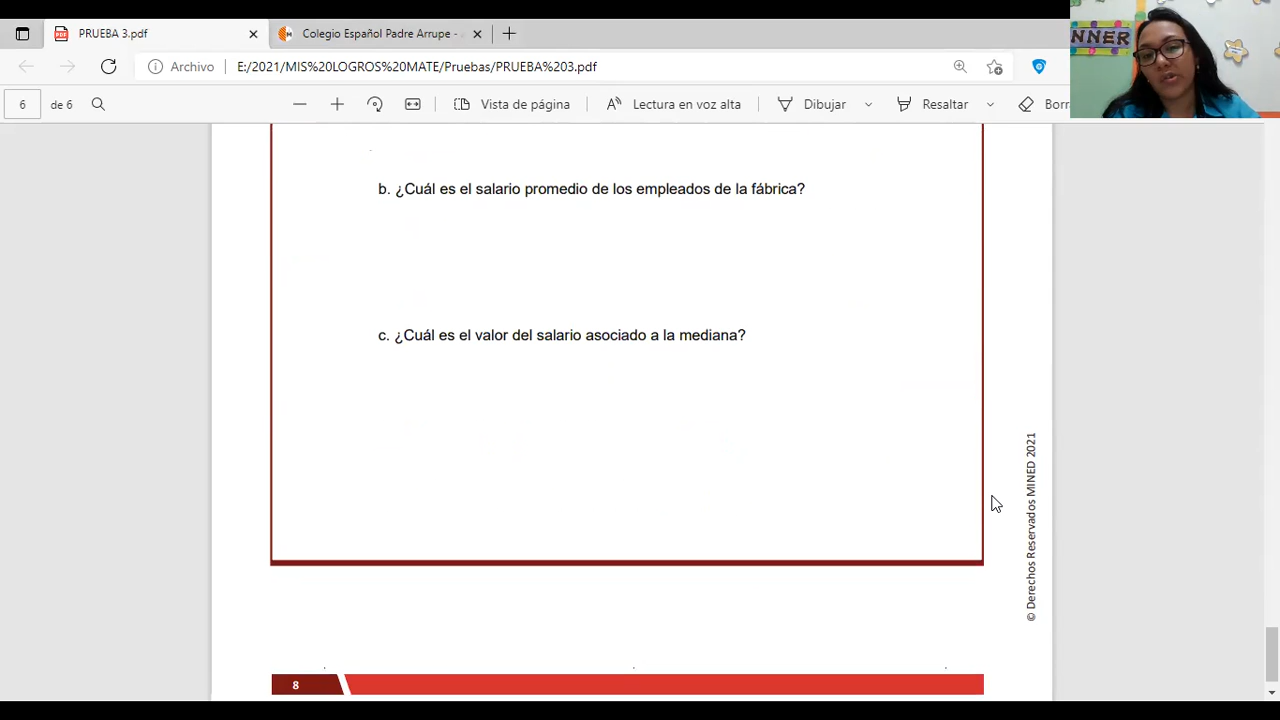 PRUEBA 3.pdf
Colegio Español Padre Arrupe -
Archivo
E:/2021/MIS%20LOGROS%20MATE/Pruebas/PRUEBA%203.pdf
6 de 6
Vista de página
Lectura en voz alta
Dibujar
Resaltar
Borra
NNER
b. ¿Cuál es el salario promedio de los empleados de la fábrica?
c. ¿Cuál es el valor del salario asociado a la mediana?
© Derechos Reservados MINED 2021
8